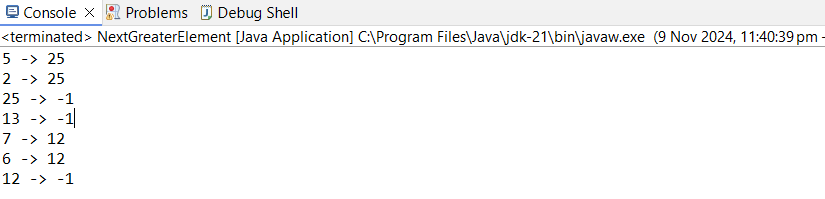 Console Problems Debug Shell
<terminated> NextGreaterElement [Java Application] C:\Program Files\Java\jdk-21\bin\javaw.exe (9 Nov 2024, 11:40:39 pm -
5 -> 25
2 -> 25
25 -> -1
13 -> -1
7 -> 12
6 -> 12
12 -> -1